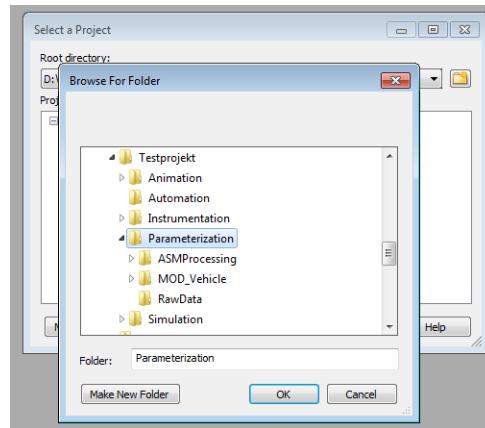 Select a Project
Root directory:
D:\
Browse For Folder
Proj
Testprojekt
Animation
Automation
Instrumentation
Parameterization
ASMProcessing
MOD_Vehicle
RawData
Simulation
Help
Folder: Parameterization
Make New Folder OK Cancel